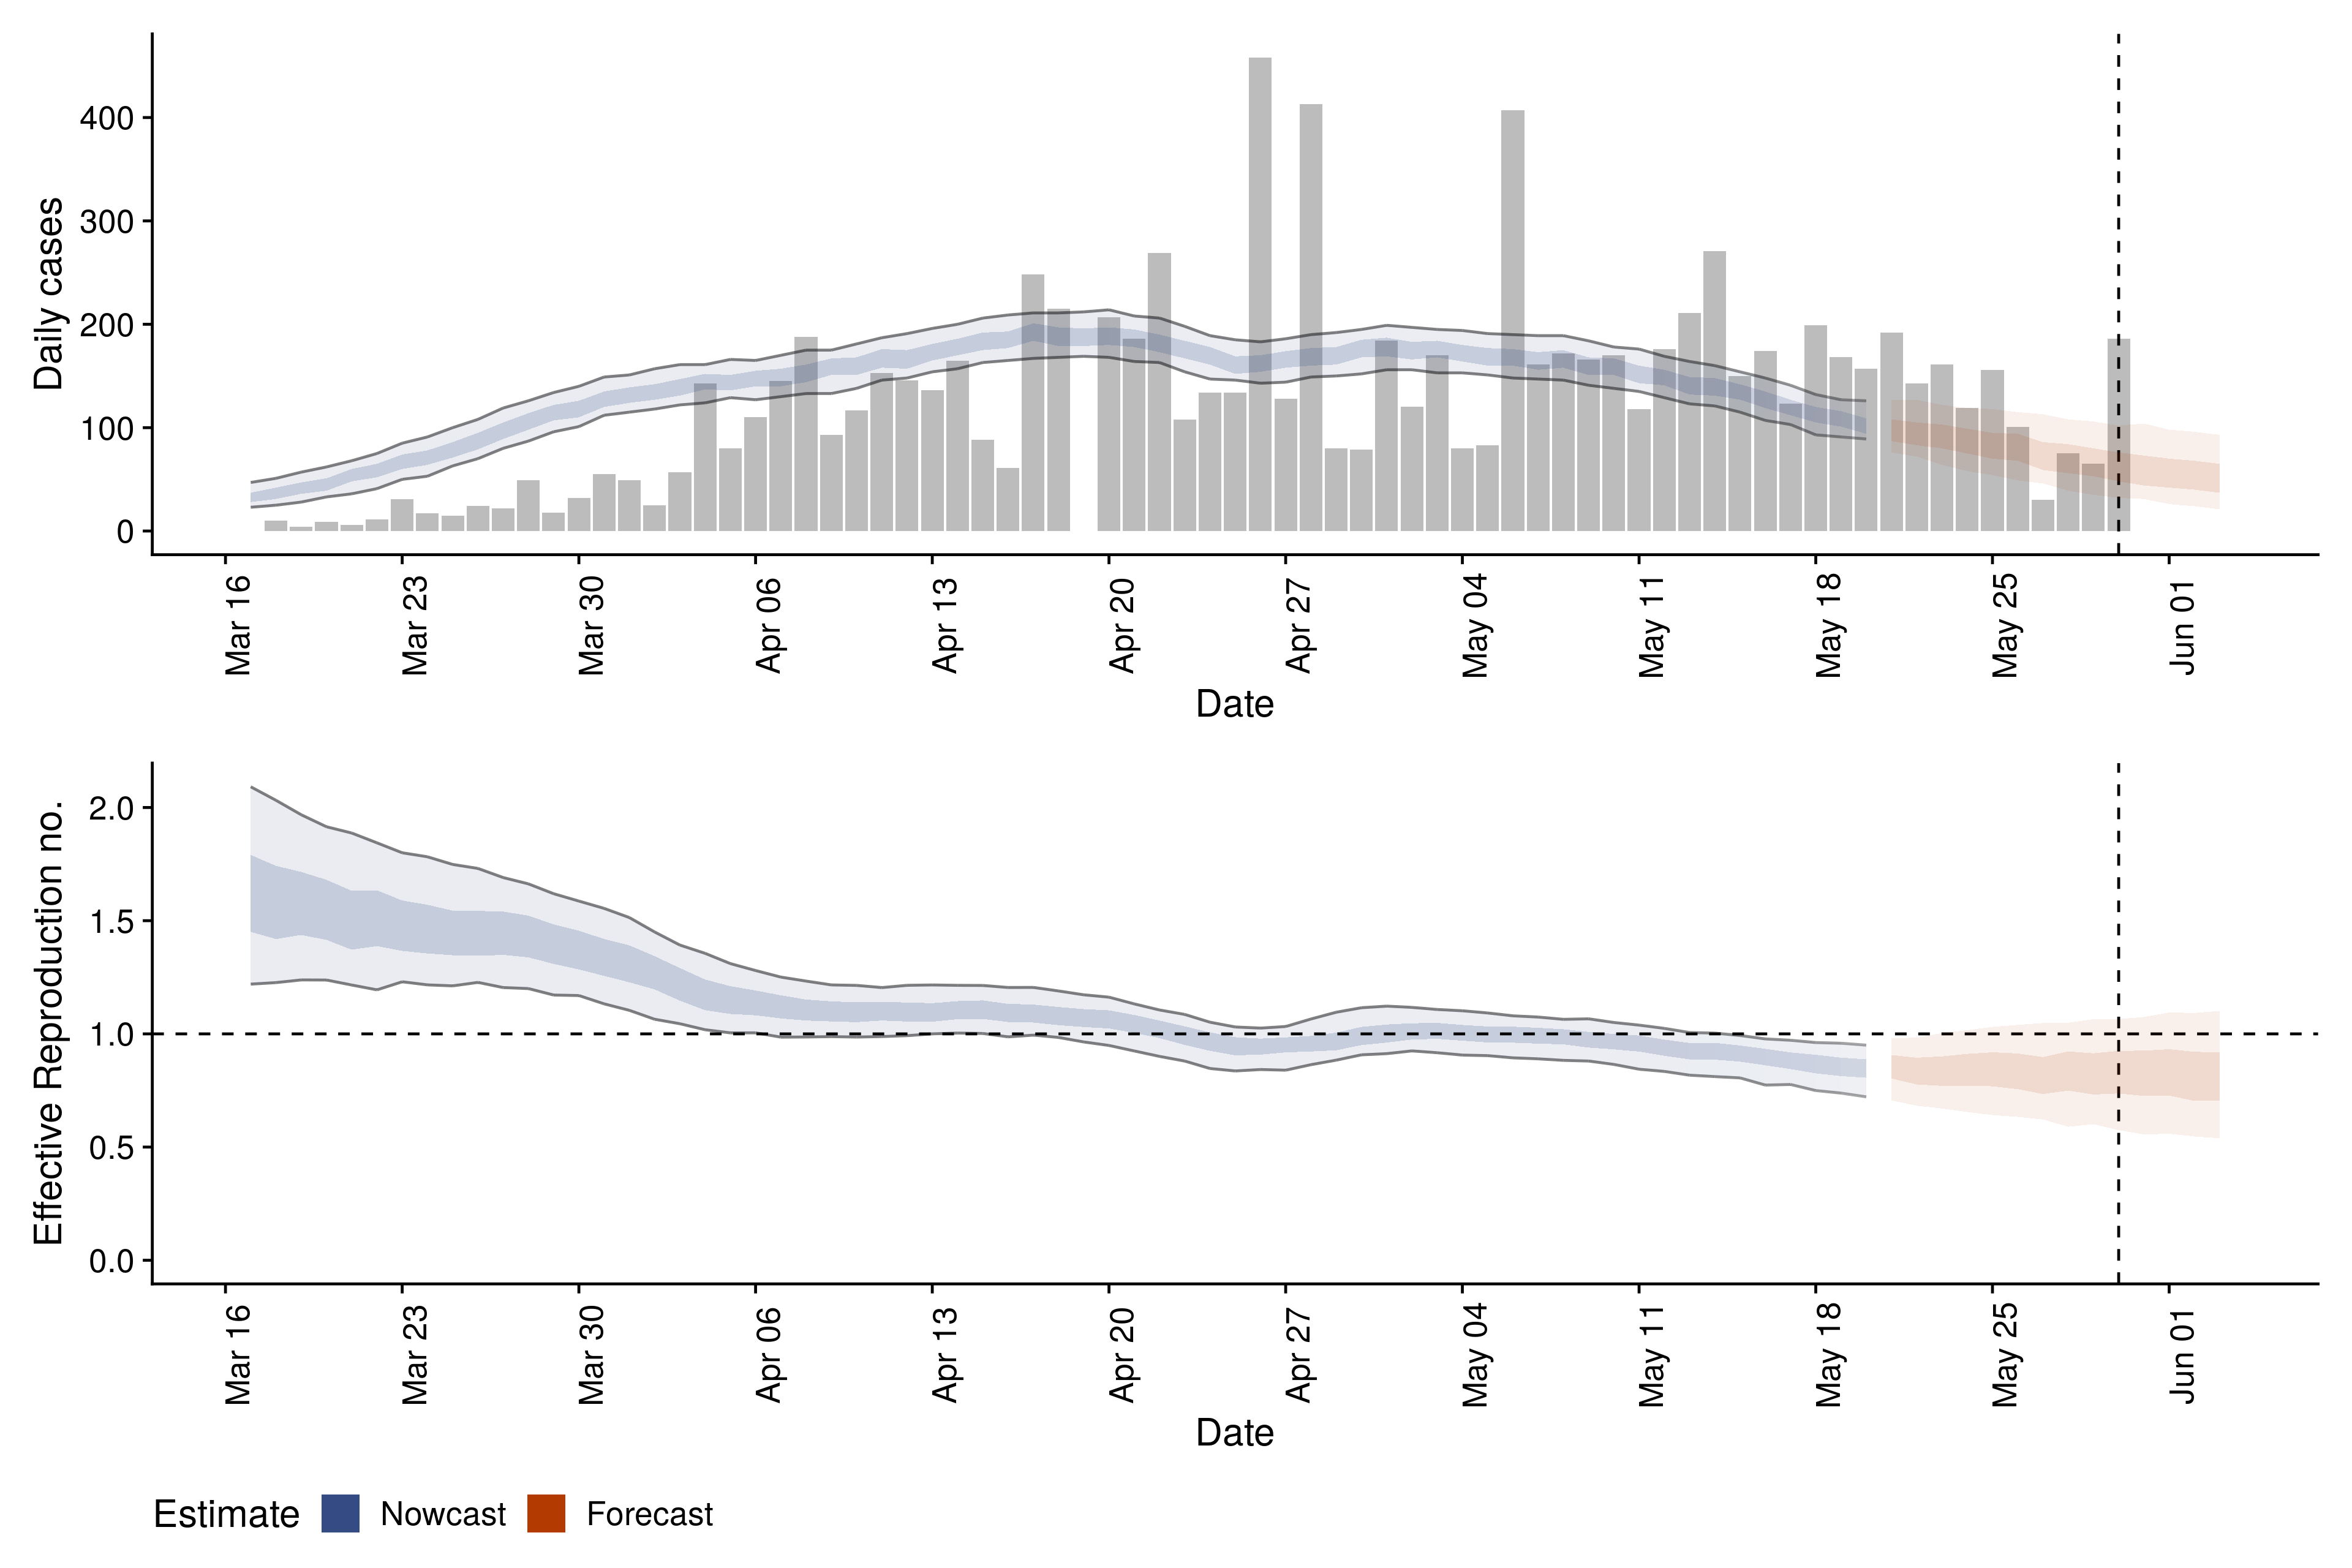 Daily cases
400
300
200
100
0
Mar 16
Mar 23
Mar 30
Apr 06
Apr 13
Apr 20
Apr 27
May 04
May 11
May 18
May 25
Jun 01
Date
Effective Reproduction no.
2.0
1.5
1.0
0.5
0.0
Mar 16
Mar 23
Mar 30
Apr 06
Apr 13
Apr 20
Apr 27
May 04
May 11
May 18
May 25
Jun 01
Date
Estimate Nowcast Forecast